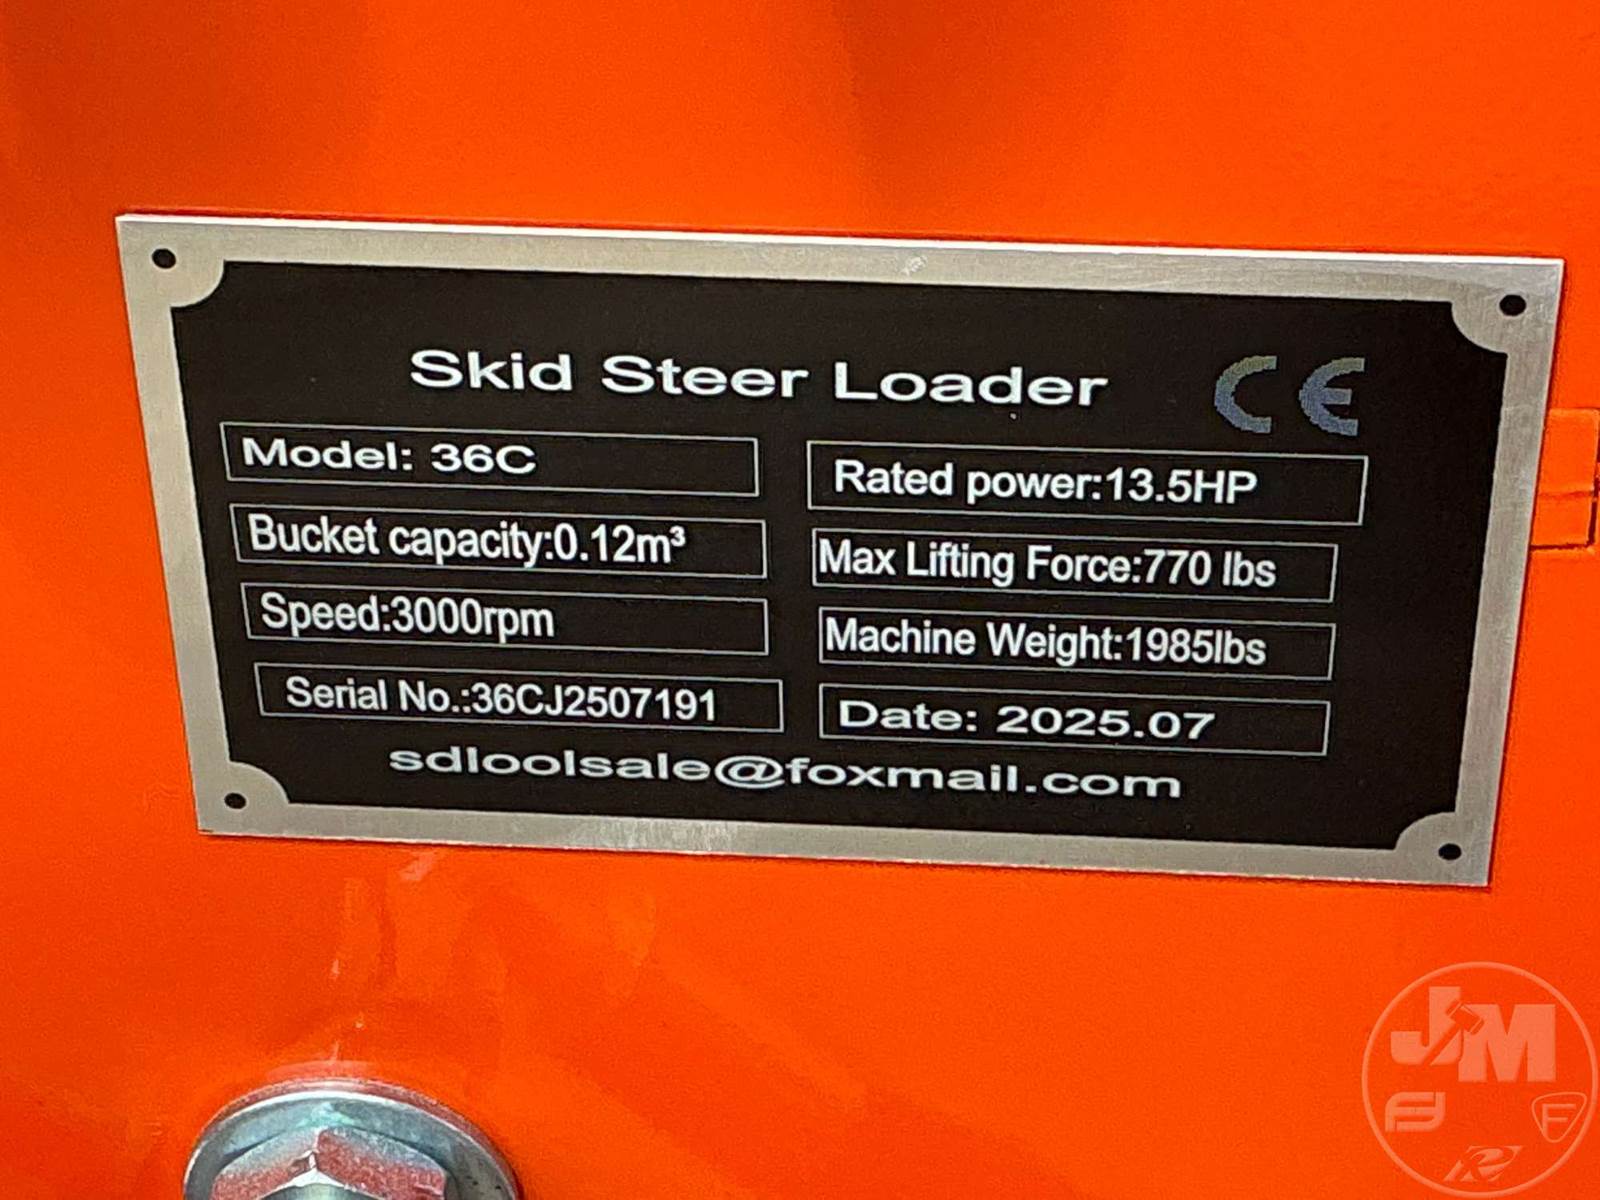 Skid Steer Loader CE
Model: 36C
Rated power:13.5HP
Bucket capacity:0.12m³
Max Lifting Force:770 lbs
Speed:3000rpm
Machine Weight:1985lbs
Serial No.:36CJ2507191
Date: 2025.07
sdloolsale@foxmail.com
JM